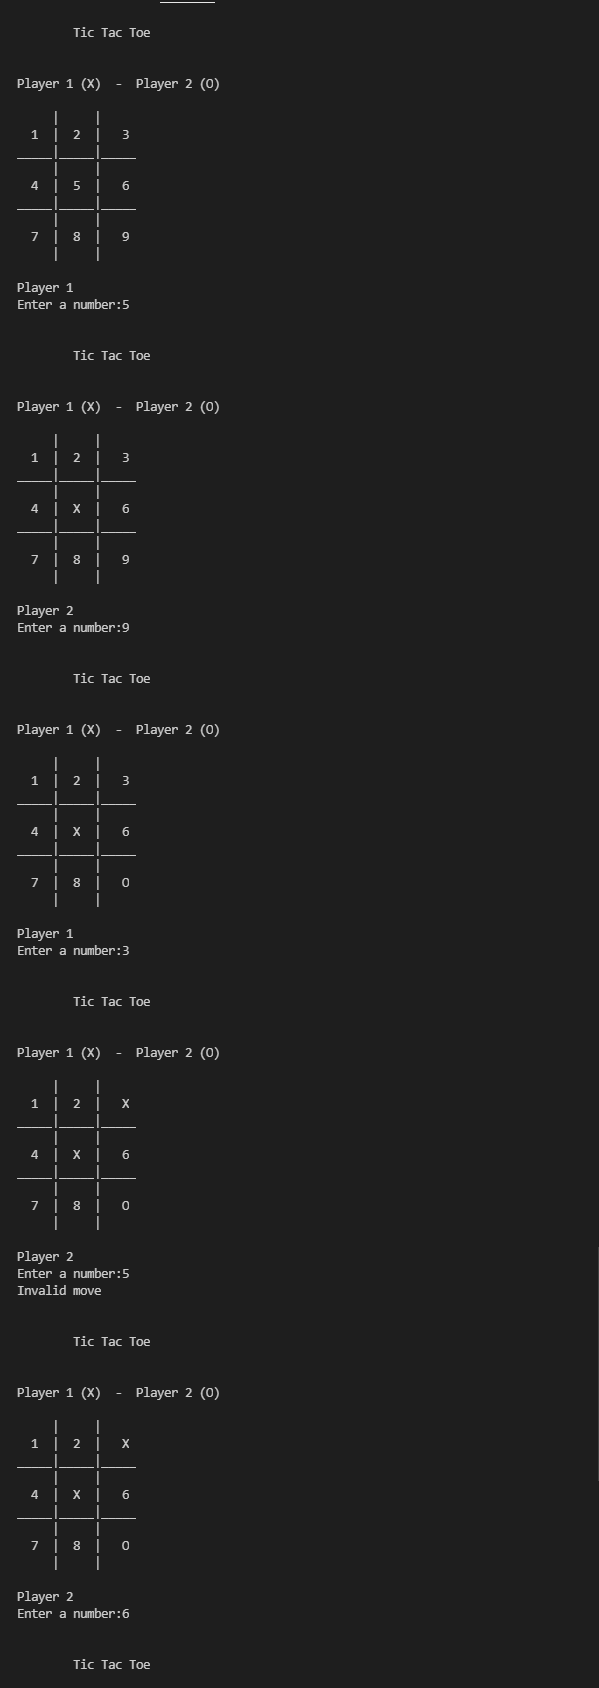 Tic Tac Toe
Player 1 (X)  -  Player 2 (O)
     |     |
  1  |  2  |   3
_____|_____|_____
     |     |
  4  |  5  |   6
_____|_____|_____
     |     |
  7  |  8  |   9
     |     |
Player 1
Enter a number:5
Tic Tac Toe
Player 1 (X)  -  Player 2 (O)
     |     |
  1  |  2  |   3
_____|_____|_____
     |     |
  4  |  X  |   6
_____|_____|_____
     |     |
  7  |  8  |   9
     |     |
Player 2
Enter a number:9
Tic Tac Toe
Player 1 (X)  -  Player 2 (O)
     |     |
  1  |  2  |   3
_____|_____|_____
     |     |
  4  |  X  |   6
_____|_____|_____
     |     |
  7  |  8  |   O
     |     |
Player 1
Enter a number:3
Tic Tac Toe
Player 1 (X)  -  Player 2 (O)
     |     |
  1  |  2  |   X
_____|_____|_____
     |     |
  4  |  X  |   6
_____|_____|_____
     |     |
  7  |  8  |   O
     |     |
Player 2
Enter a number:5
Invalid move
Tic Tac Toe
Player 1 (X)  -  Player 2 (O)
     |     |
  1  |  2  |   X
_____|_____|_____
     |     |
  4  |  X  |   6
_____|_____|_____
     |     |
  7  |  8  |   O
     |     |
Player 2
Enter a number:6
Tic Tac Toe